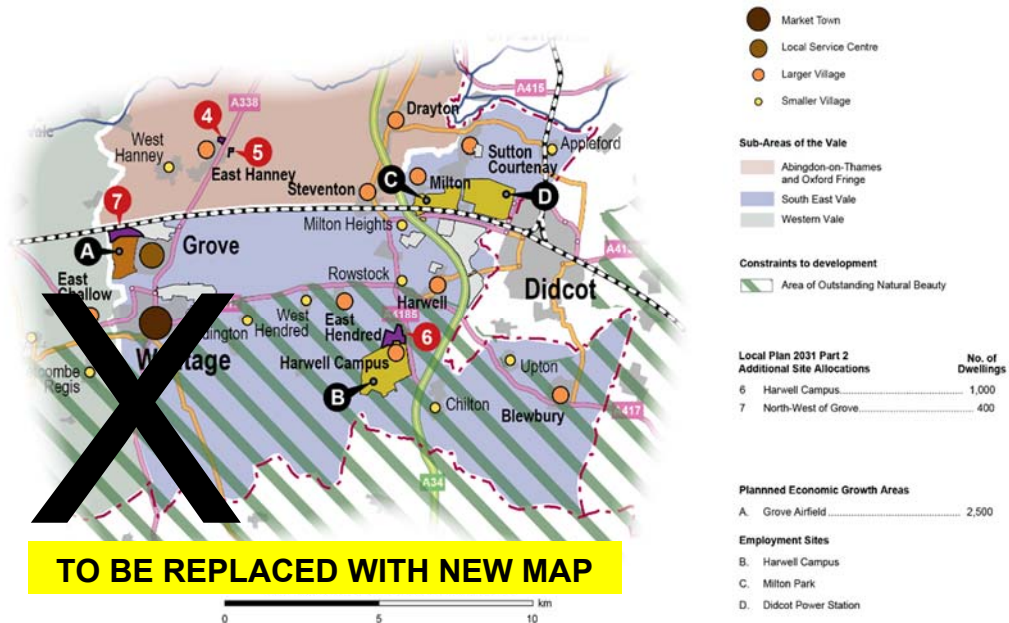 A415
A338
4
Drayton
West
Hanney
5
East Hanney
Sutton
Courtenay
Appleford
Steventon
C
Milton
D
7
Milton Heights
A
Grove
East
Challow
Rowstock
Didcot
Harwell
West
Hendred
East
Hendred
A4185
6
Harwell Campus
Upton
B
Chilton
Blewbury
A417
A34
Regis
TO BE REPLACED WITH NEW MAP
km
0 5 10
Market Town
Local Service Centre
Larger Village
Smaller Village
Sub-Areas of the Vale
Abingdon-on-Thames
and Oxford Fringe
South East Vale
Western Vale
Constraints to development
Area of Outstanding Natural Beauty
Local Plan 2031 Part 2
Additional Site Allocations
No. of
Dwellings
6 Harwell Campus 1,000
7 North-West of Grove 400
Plannned Economic Growth Areas
A. Grove Airfield 2,500
Employment Sites
B. Harwell Campus
C. Milton Park
D. Didcot Power Station